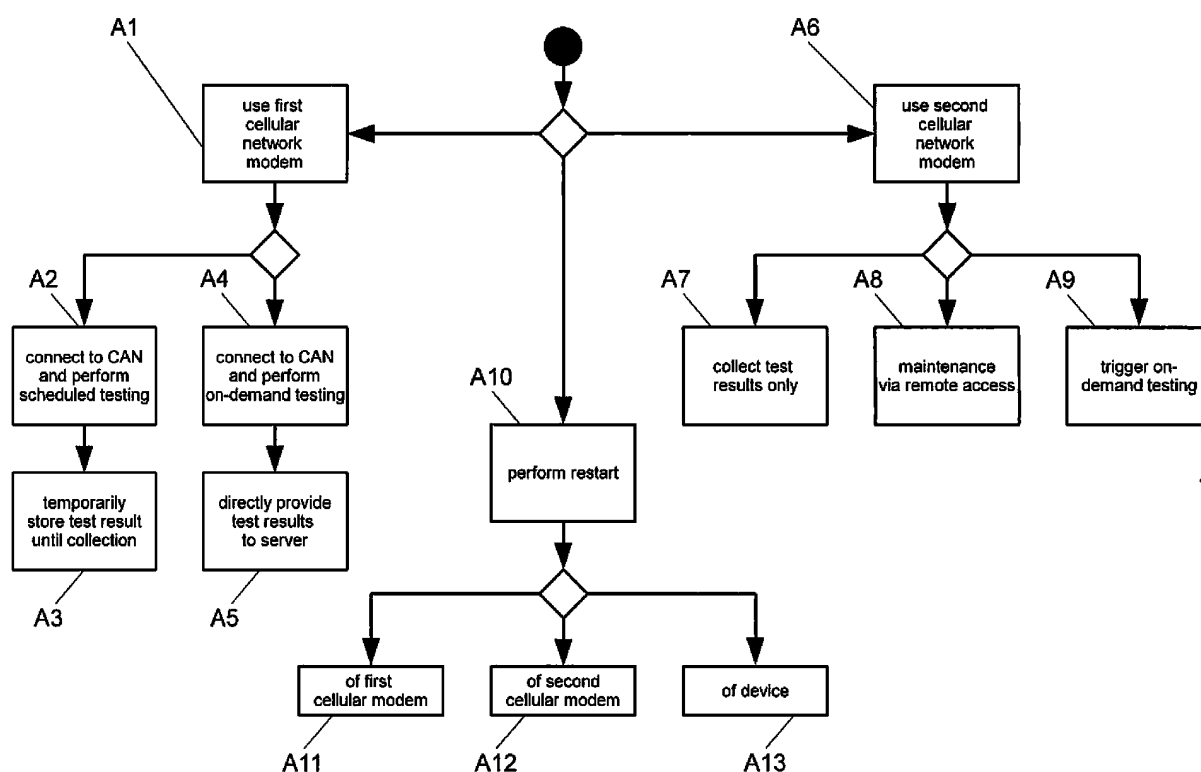 A1
A6
use first
cellular
network
modem
use second
cellular
network
modem
A2
A4
A7
A8
A9
connect to CAN
and perform
scheduled testing
connect to CAN
and perform
on-demand testing
collect test
results only
maintenance
via remote access
trigger on-
demand testing
A10
perform restart
temporarily
store test result
until collection
directly provide
test results
to server
A3
A5
of first
cellular modem
of second
cellular modem
of device
A11
A12
A13